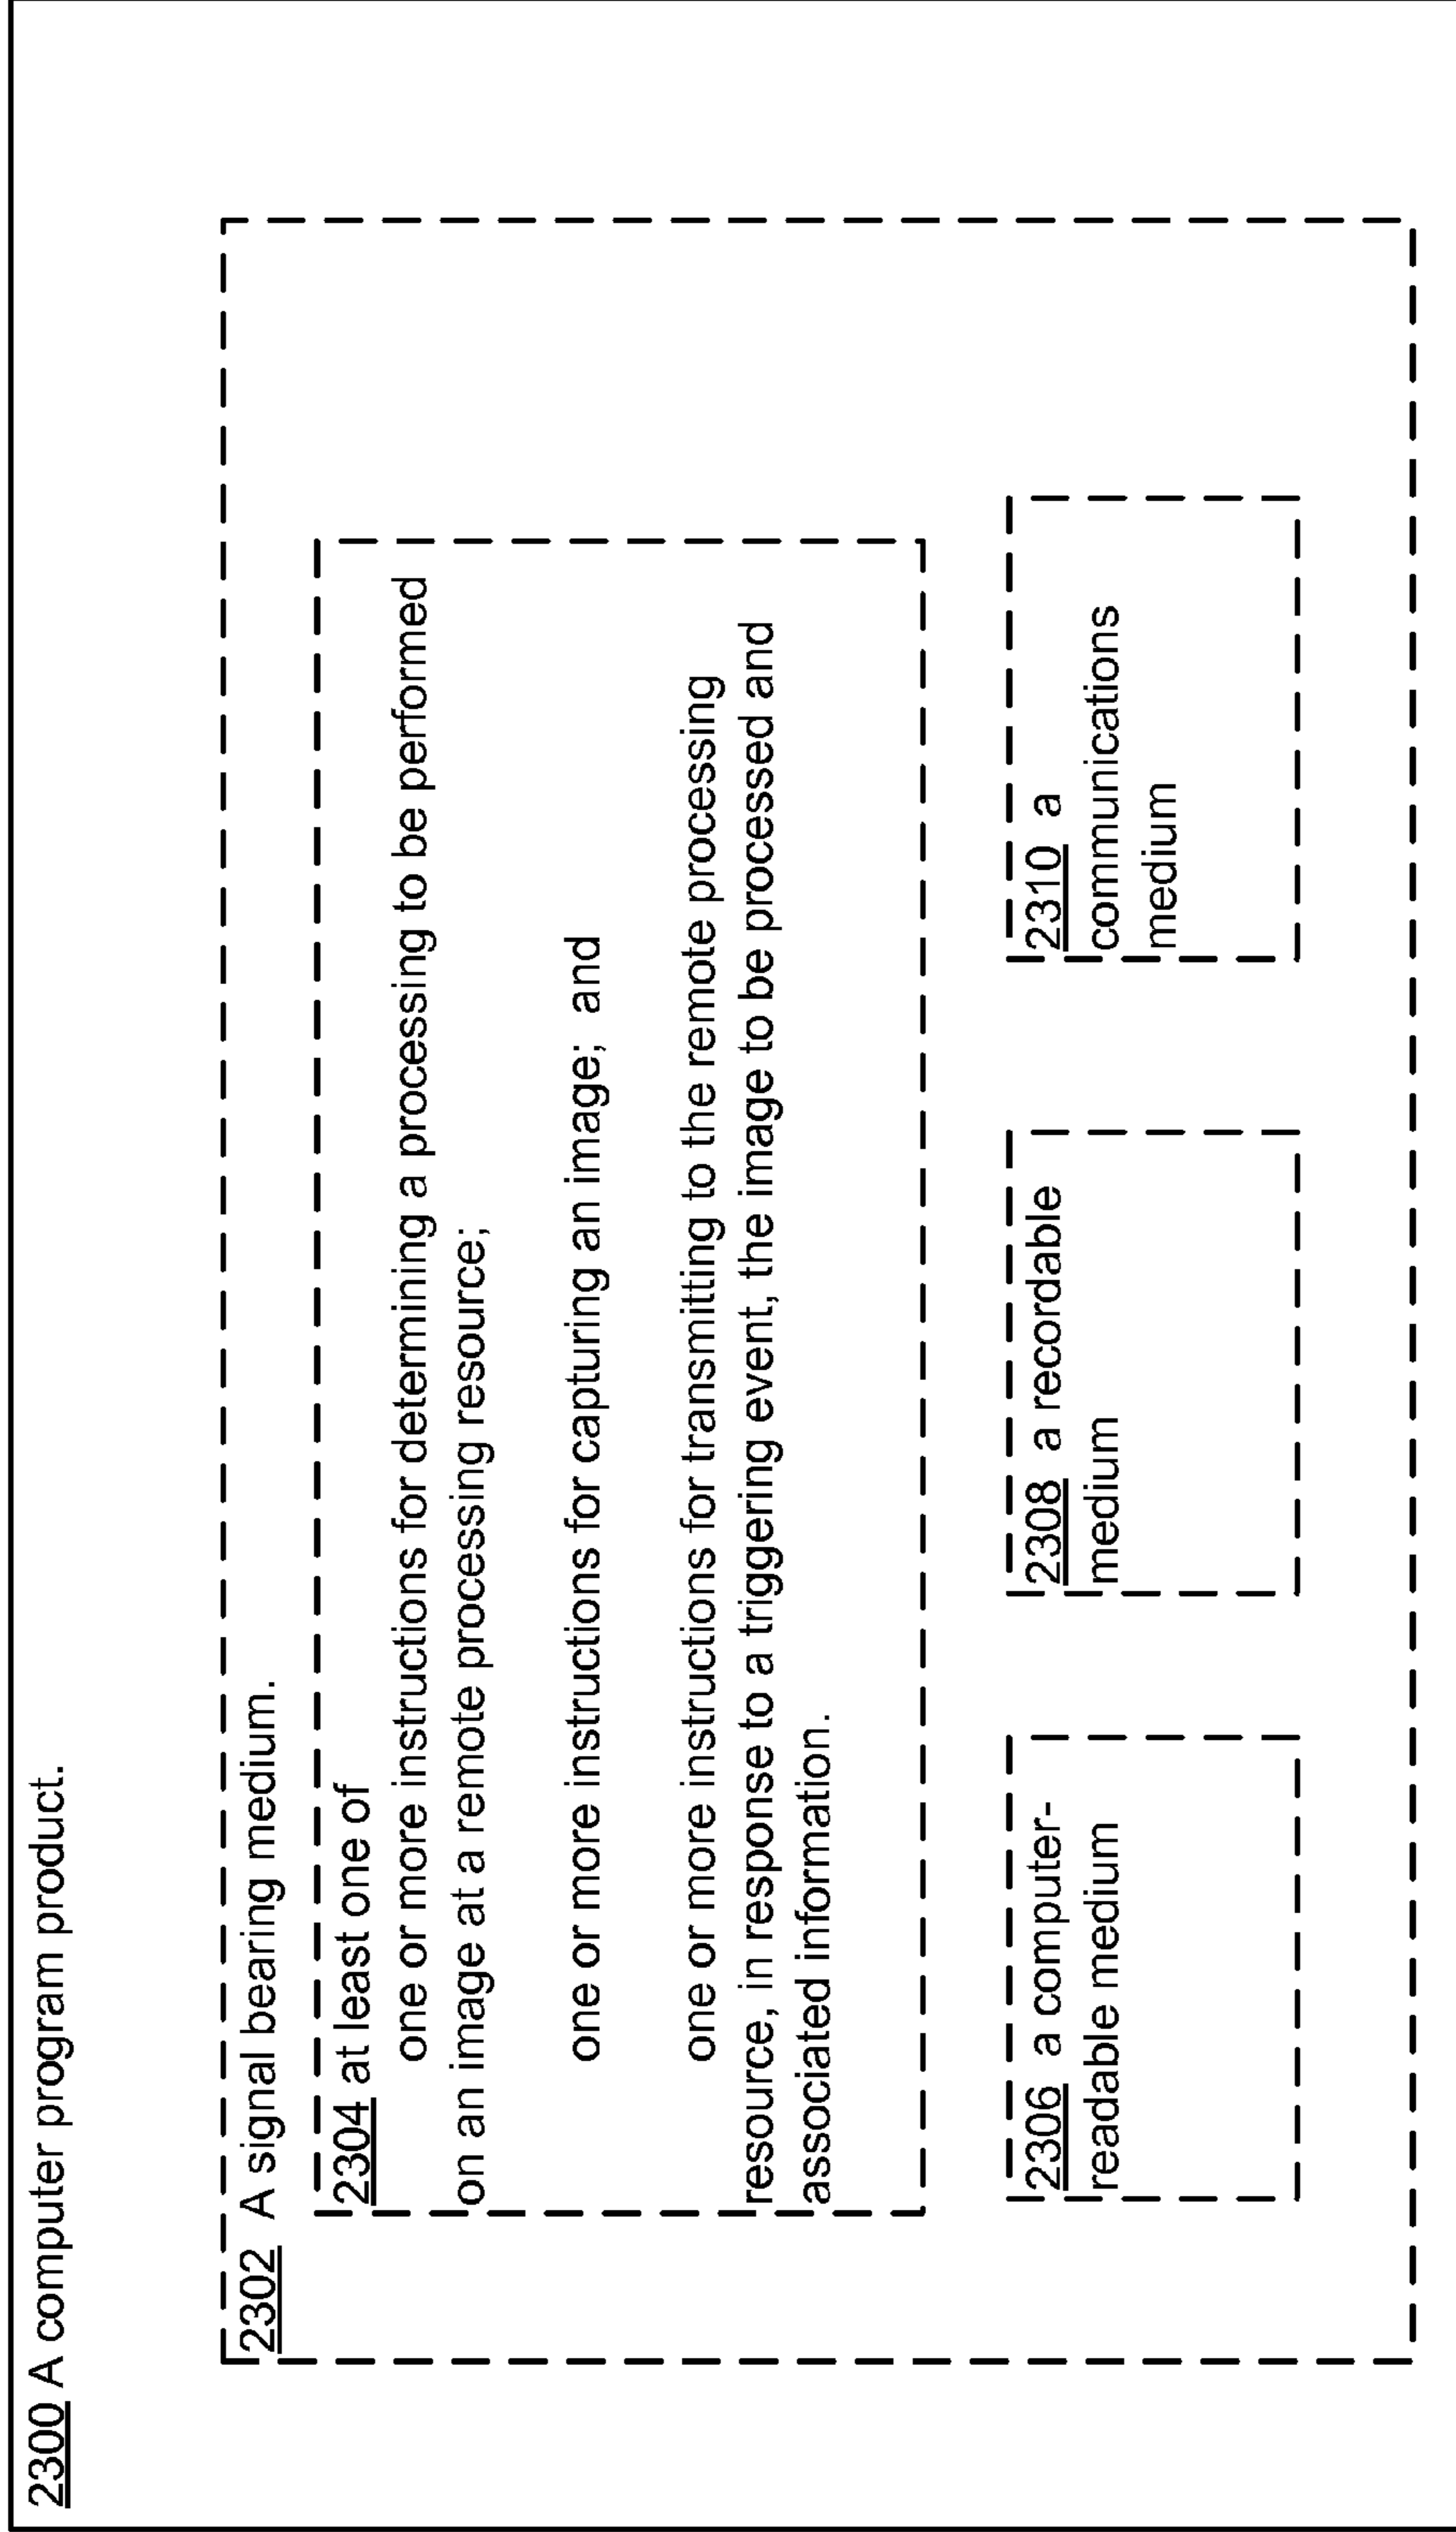 2300 A computer program product.
2302 A signal bearing medium.
2304 at least one of
one or more instructions for determining a processing to be performed
on an image at a remote processing resource;
one or more instructions for capturing an image; and
one or more instructions for transmitting to the remote processing
resource, in response to a triggering event, the image to be processed and
associated information.
2306 a computer-
readable medium
2308 a recordable
medium
2310 a
communications
medium